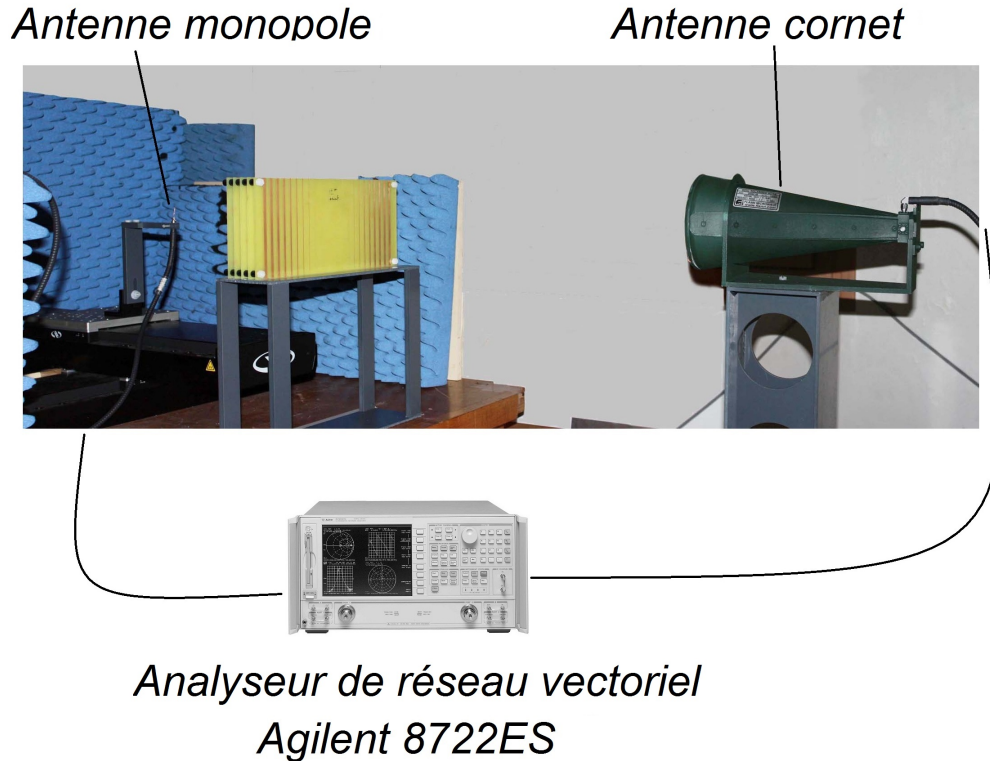 Antenne monopole
Antenne cornet
Analyseur de réseau vectoriel
Agilent 8722ES